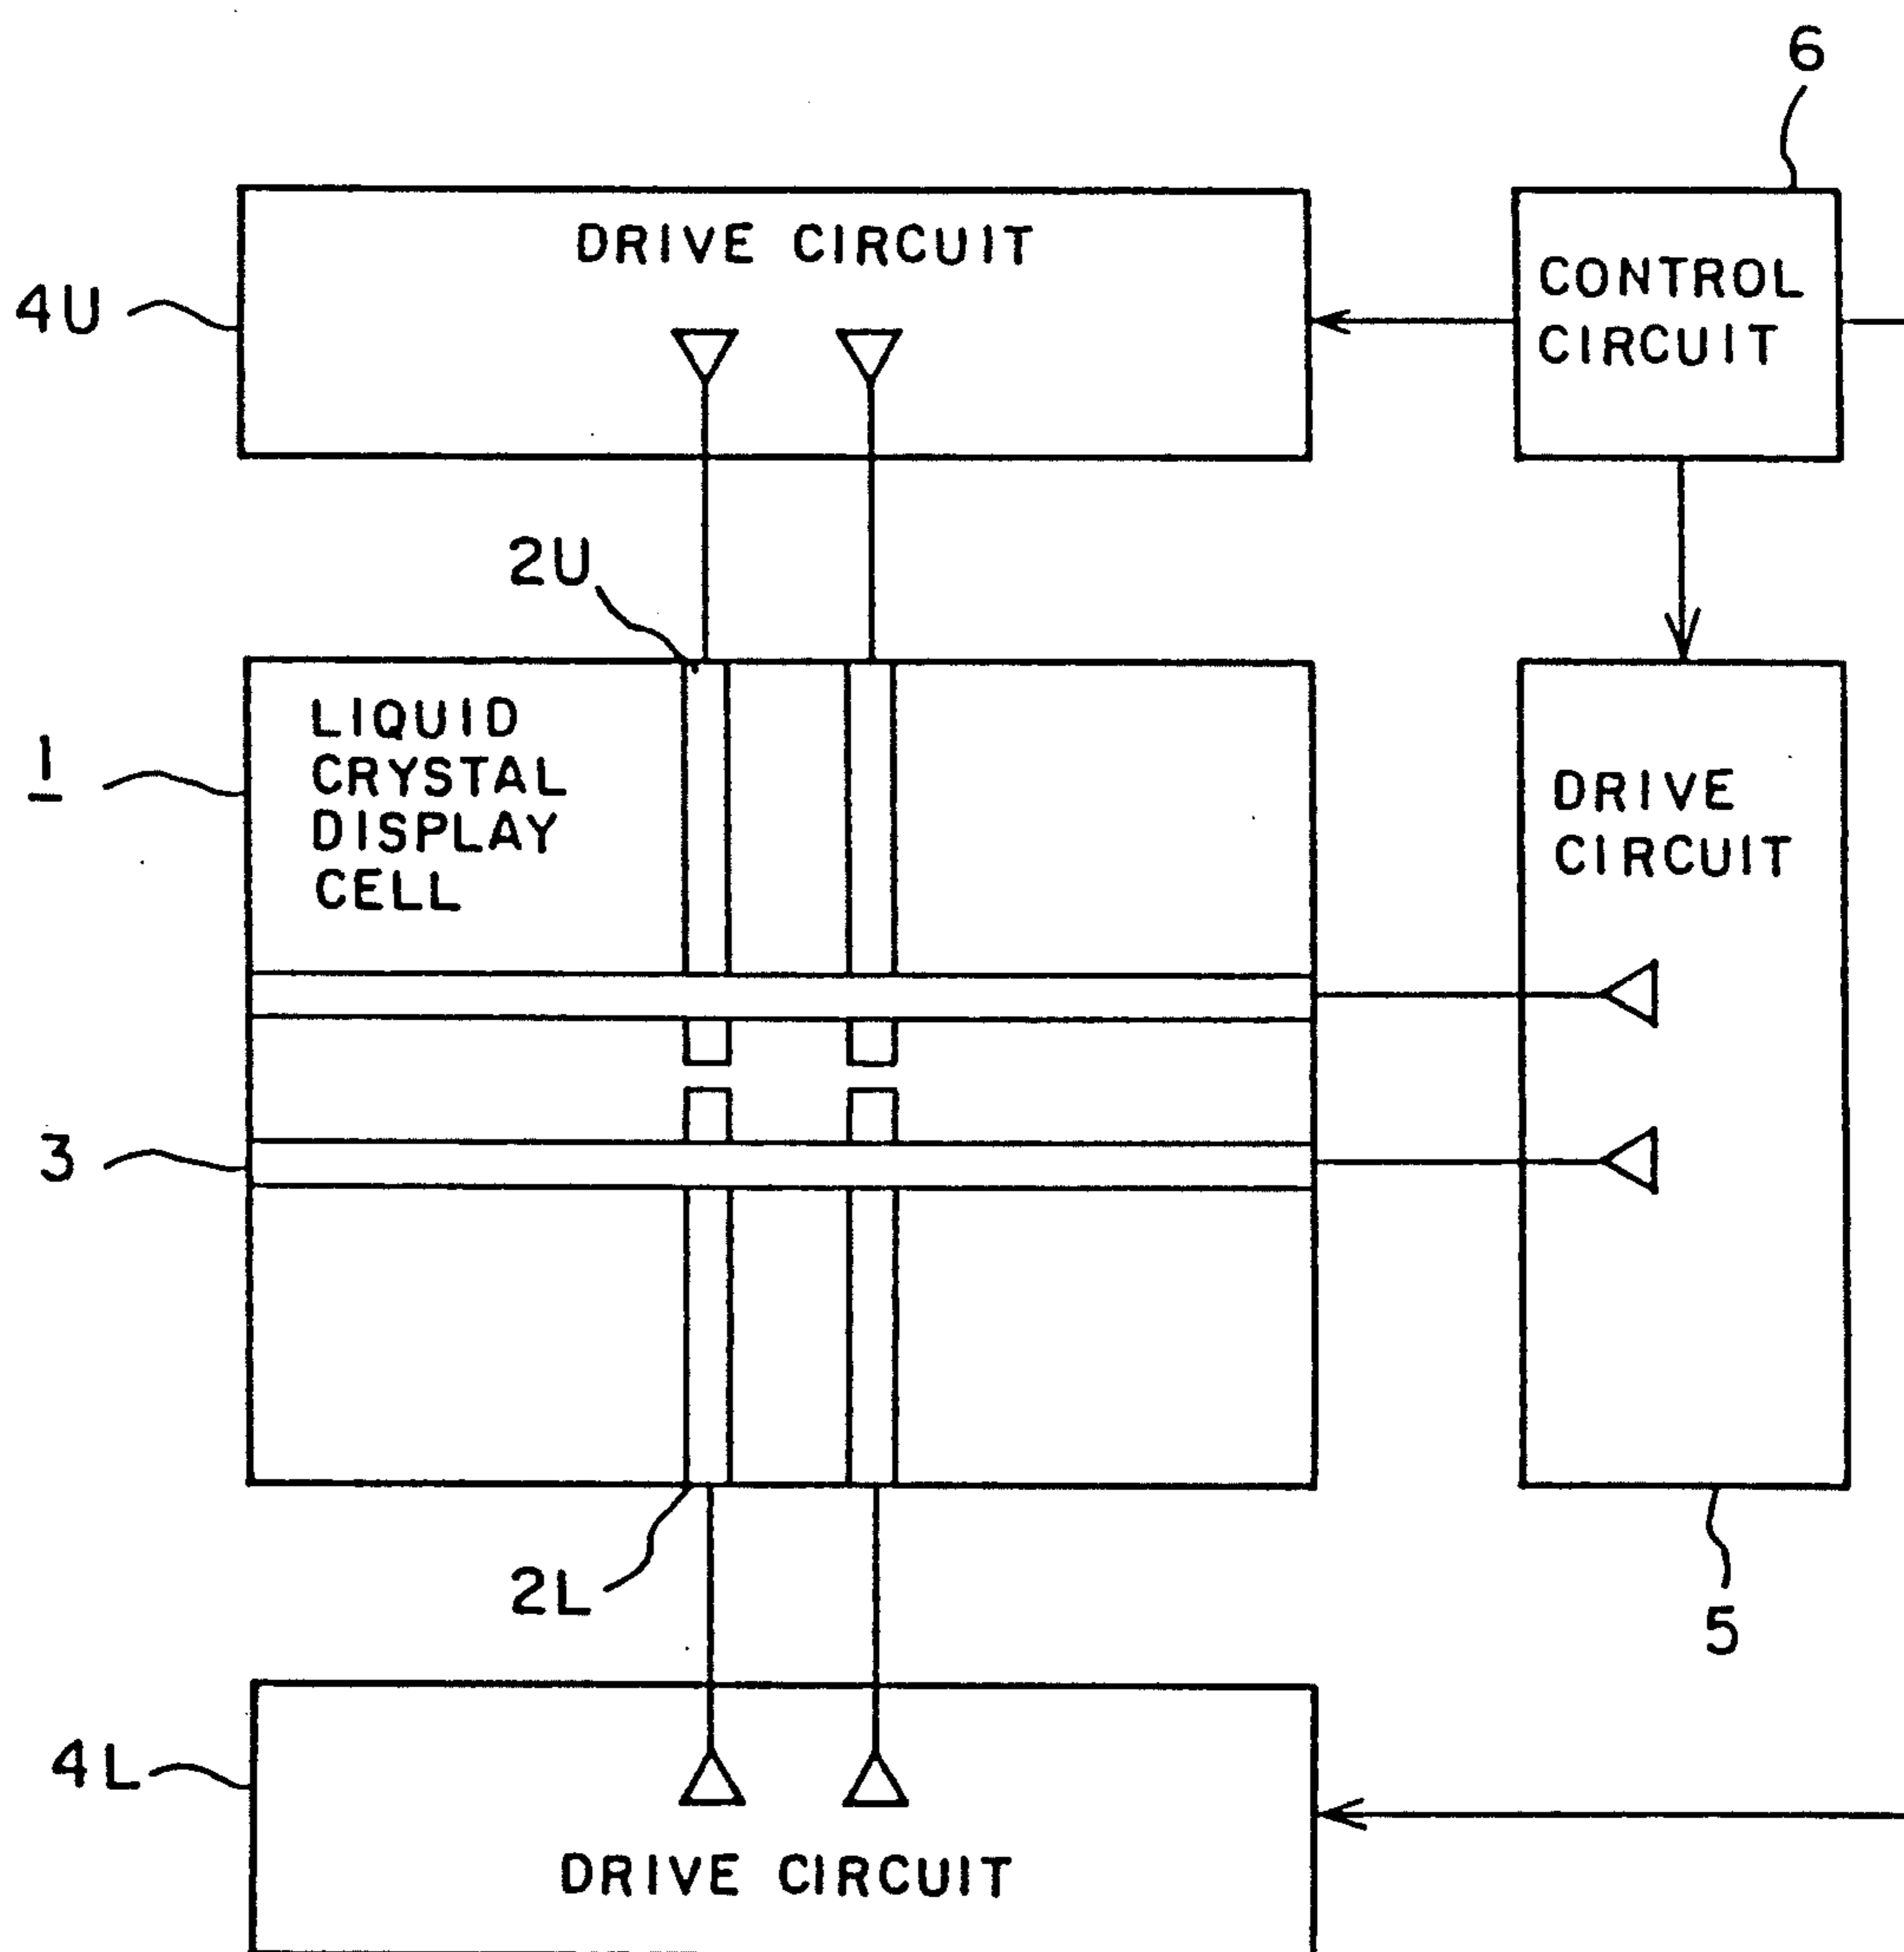 6
DRIVE CIRCUIT
CONTROL
CIRCUIT
4U
2U
LIQUID
CRYSTAL
DISPLAY
CELL
1
DRIVE
CIRCUIT
3
2L
5
4L
DRIVE CIRCUIT